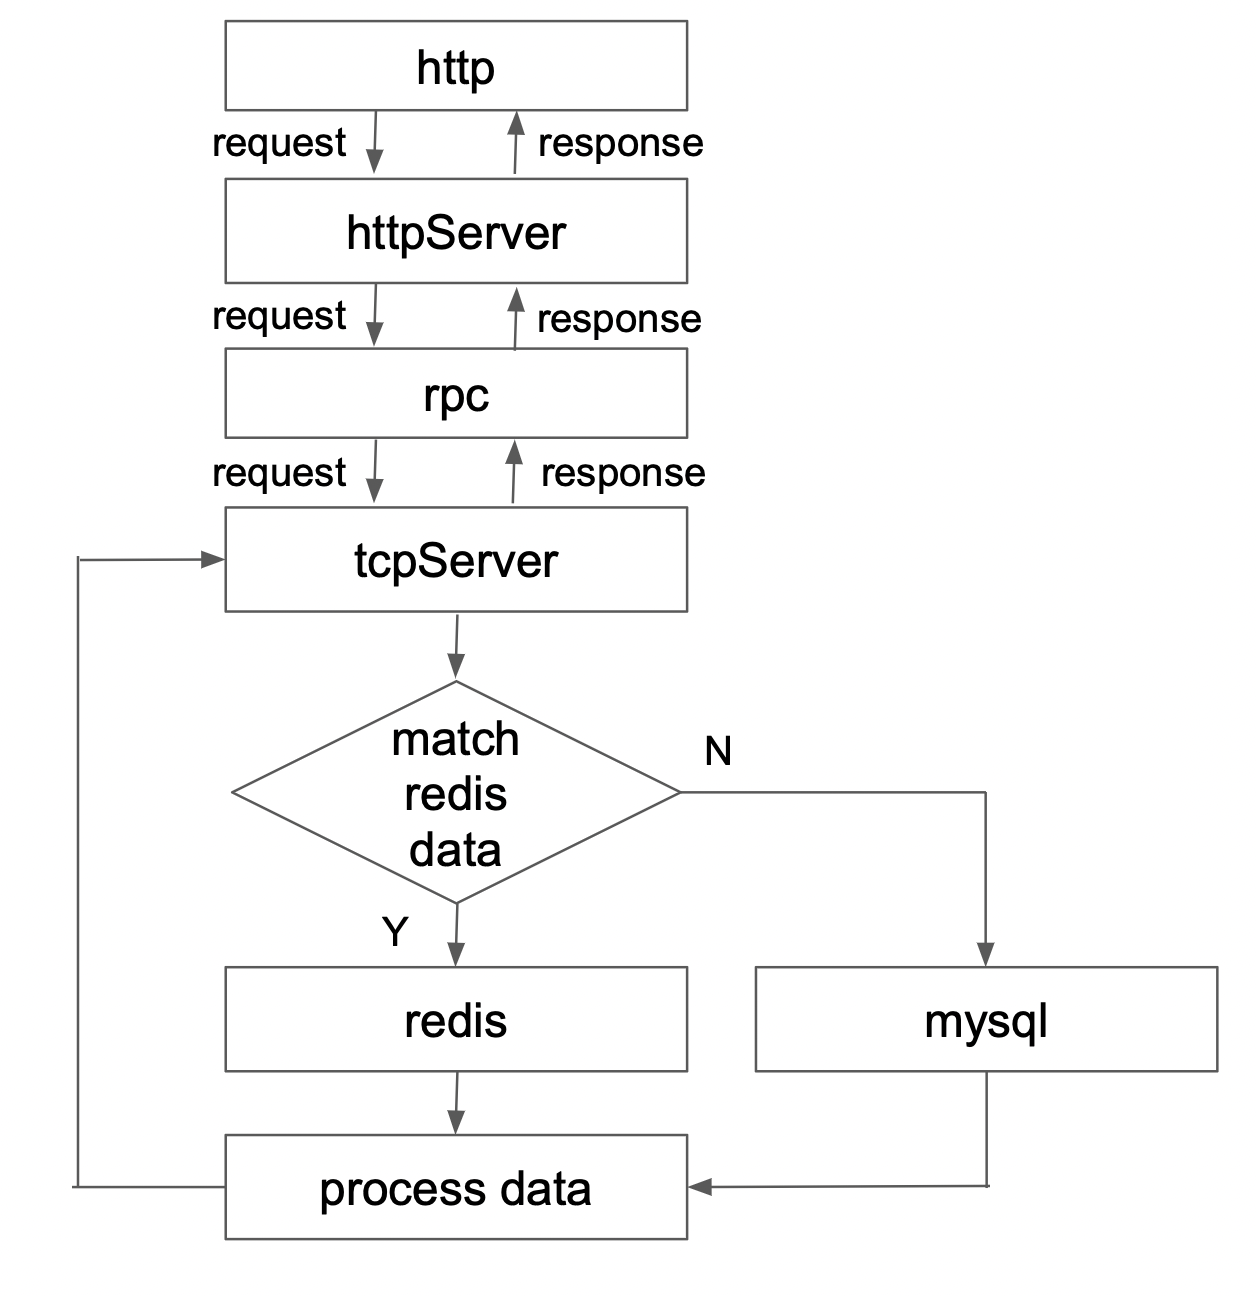 http
request
response
httpServer
request
response
rpc
request
response
tcpServer
match
redis
data
N
Y
redis
mysql
process data